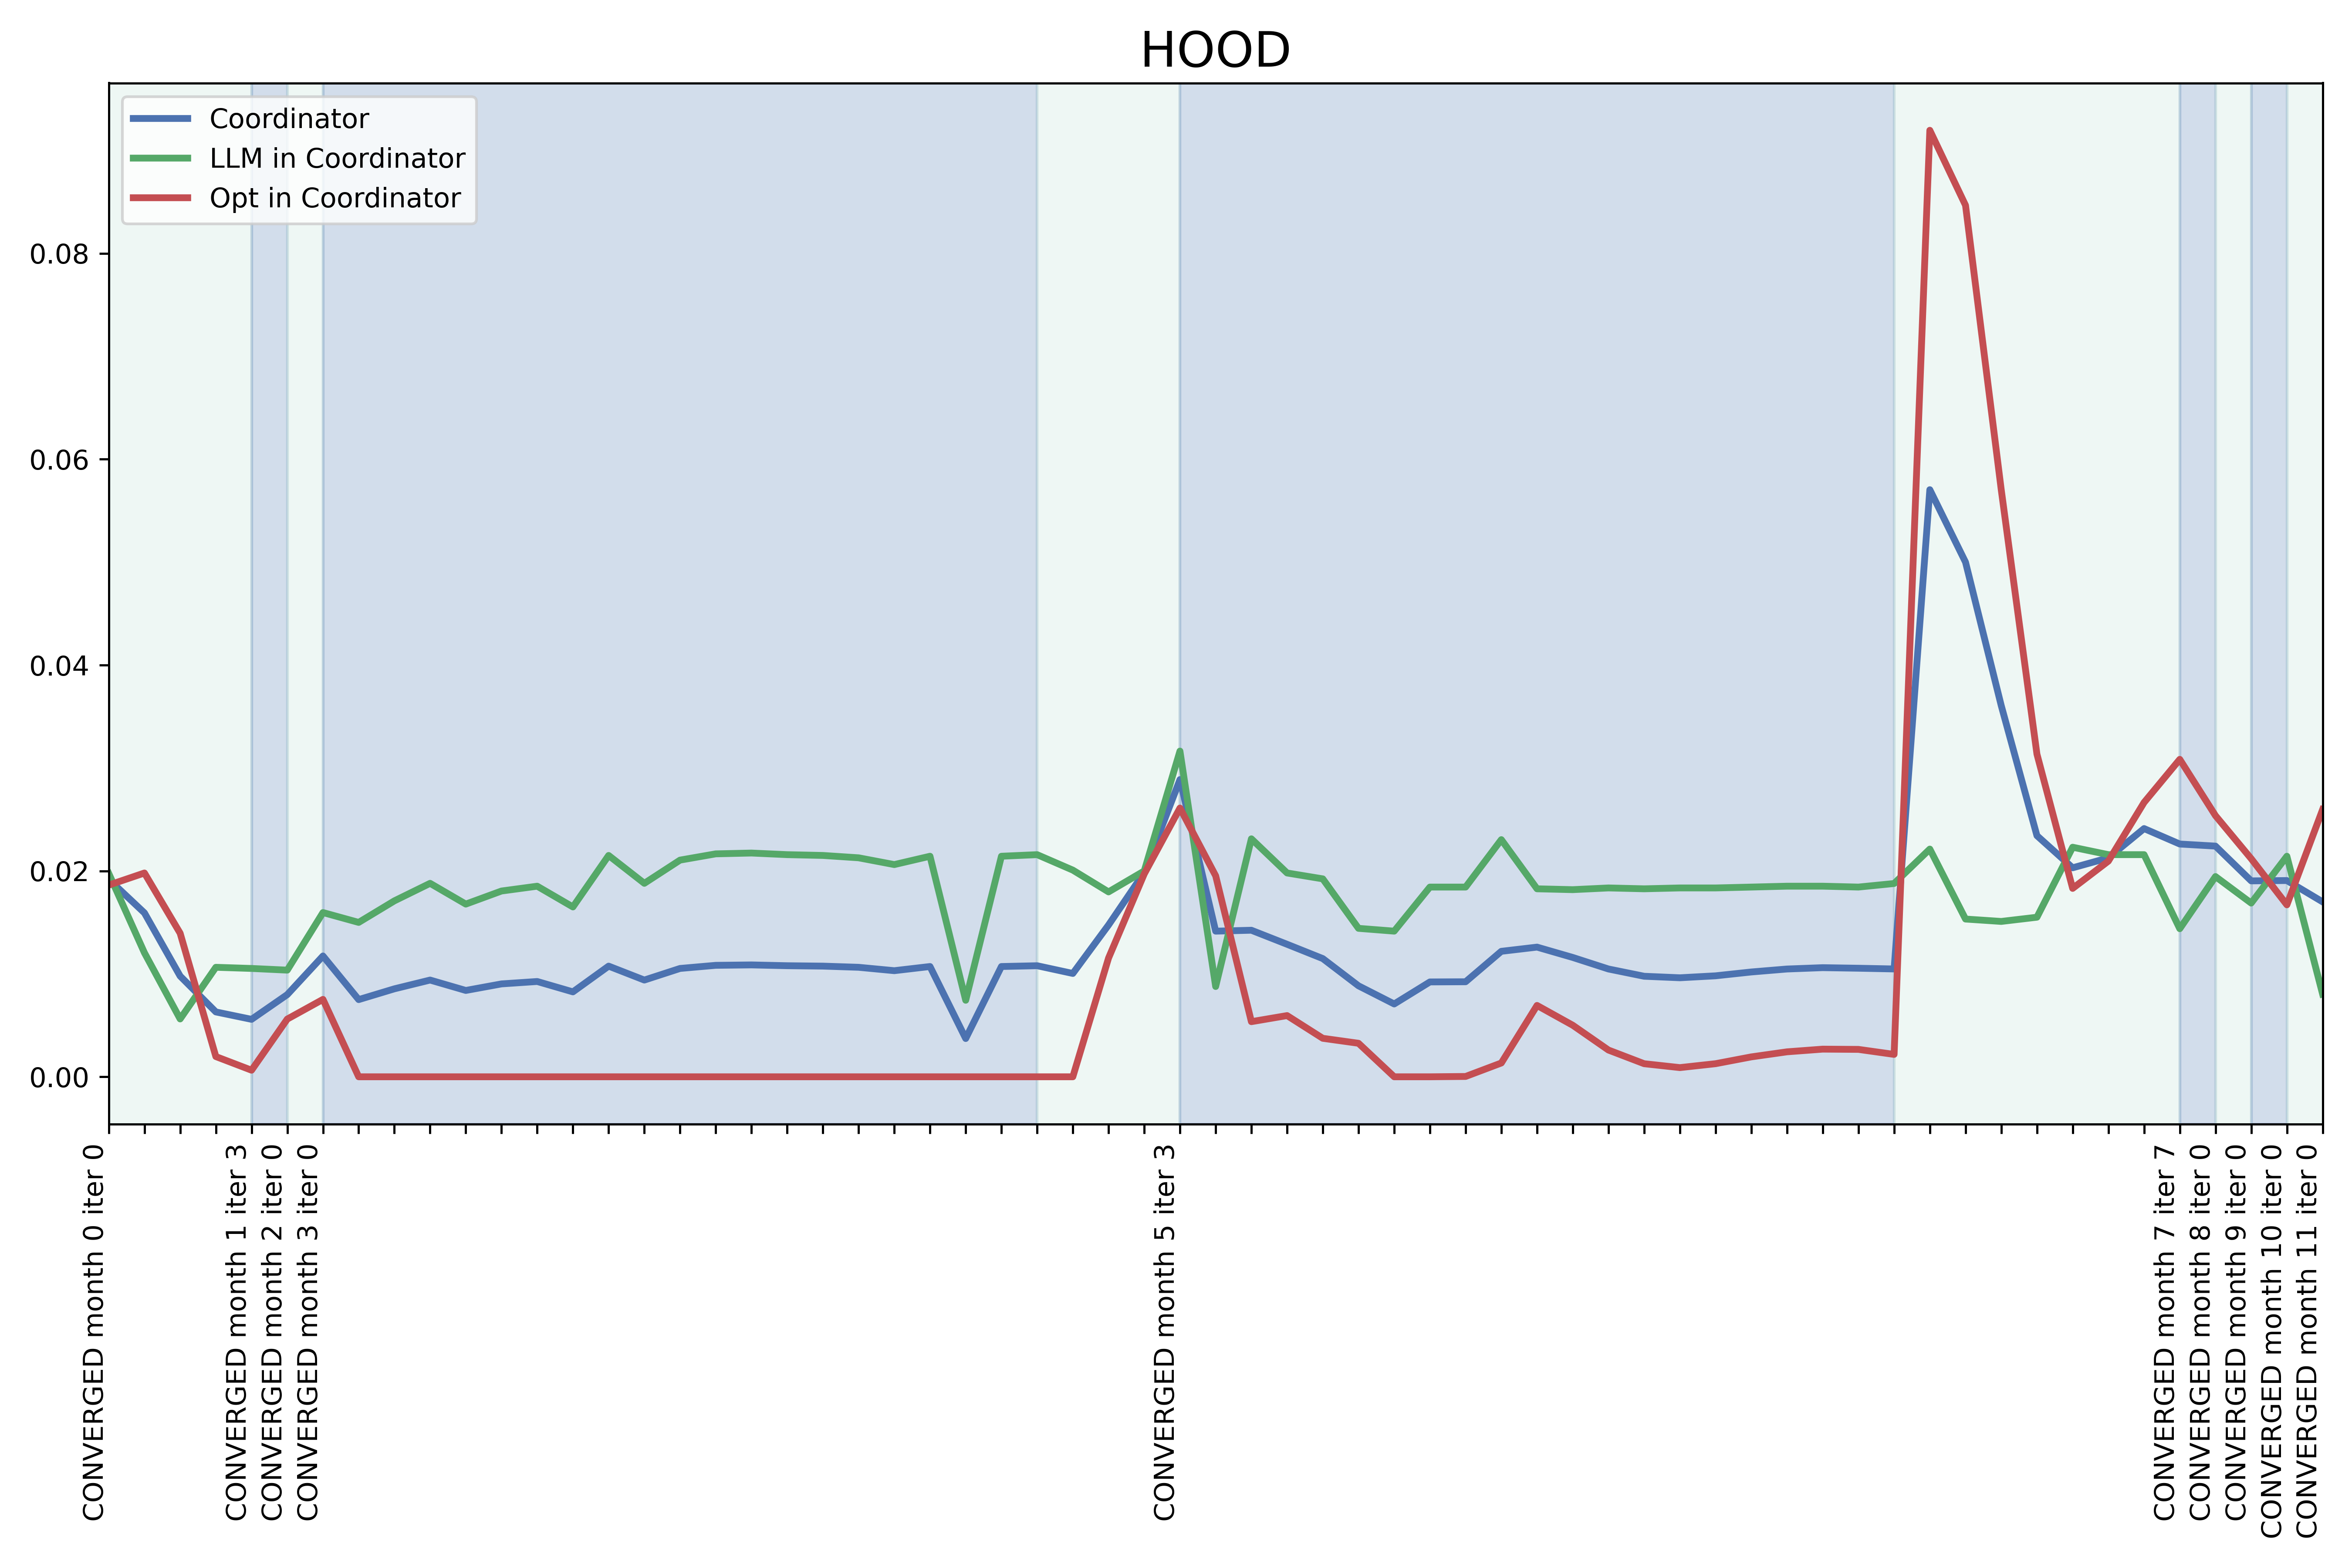 HOOD
Coordinator
LLM in Coordinator
Opt in Coordinator
0.08
0.06
0.04
0.02
0.00
CONVERGED month 0 iter 0
CONVERGED month 1 iter 3
CONVERGED month 2 iter 0
CONVERGED month 3 iter 0
CONVERGED month 5 iter 3
CONVERGED month 7 iter 7
CONVERGED month 8 iter 0
CONVERGED month 9 iter 0
CONVERGED month 10 iter 0
CONVERGED month 11 iter 0